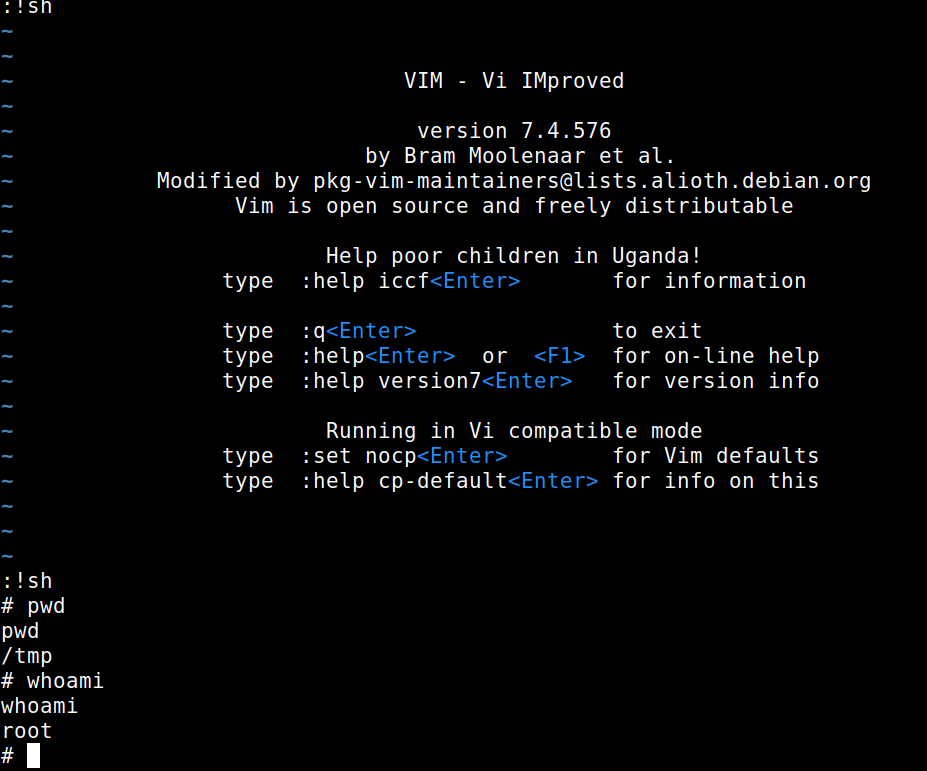 :!sh
~
~
~ VIM - Vi IMproved
~
~ version 7.4.576
~ by Bram Moolenaar et al.
~ Modified by pkg-vim-maintainers@lists.alioth.debian.org
~ Vim is open source and freely distributable
~
~ Help poor children in Uganda!
~ type  :help iccf<Enter>       for information
~
~ type  :q<Enter>               to exit
~ type  :help<Enter>  or  <F1>  for on-line help
~ type  :help version7<Enter>   for version info
~
~ Running in Vi compatible mode
~ type  :set nocp<Enter>        for Vim defaults
~ type  :help cp-default<Enter> for info on this
~
~
~
:!sh
# pwd
pwd
/tmp
# whoami
whoami
root
#